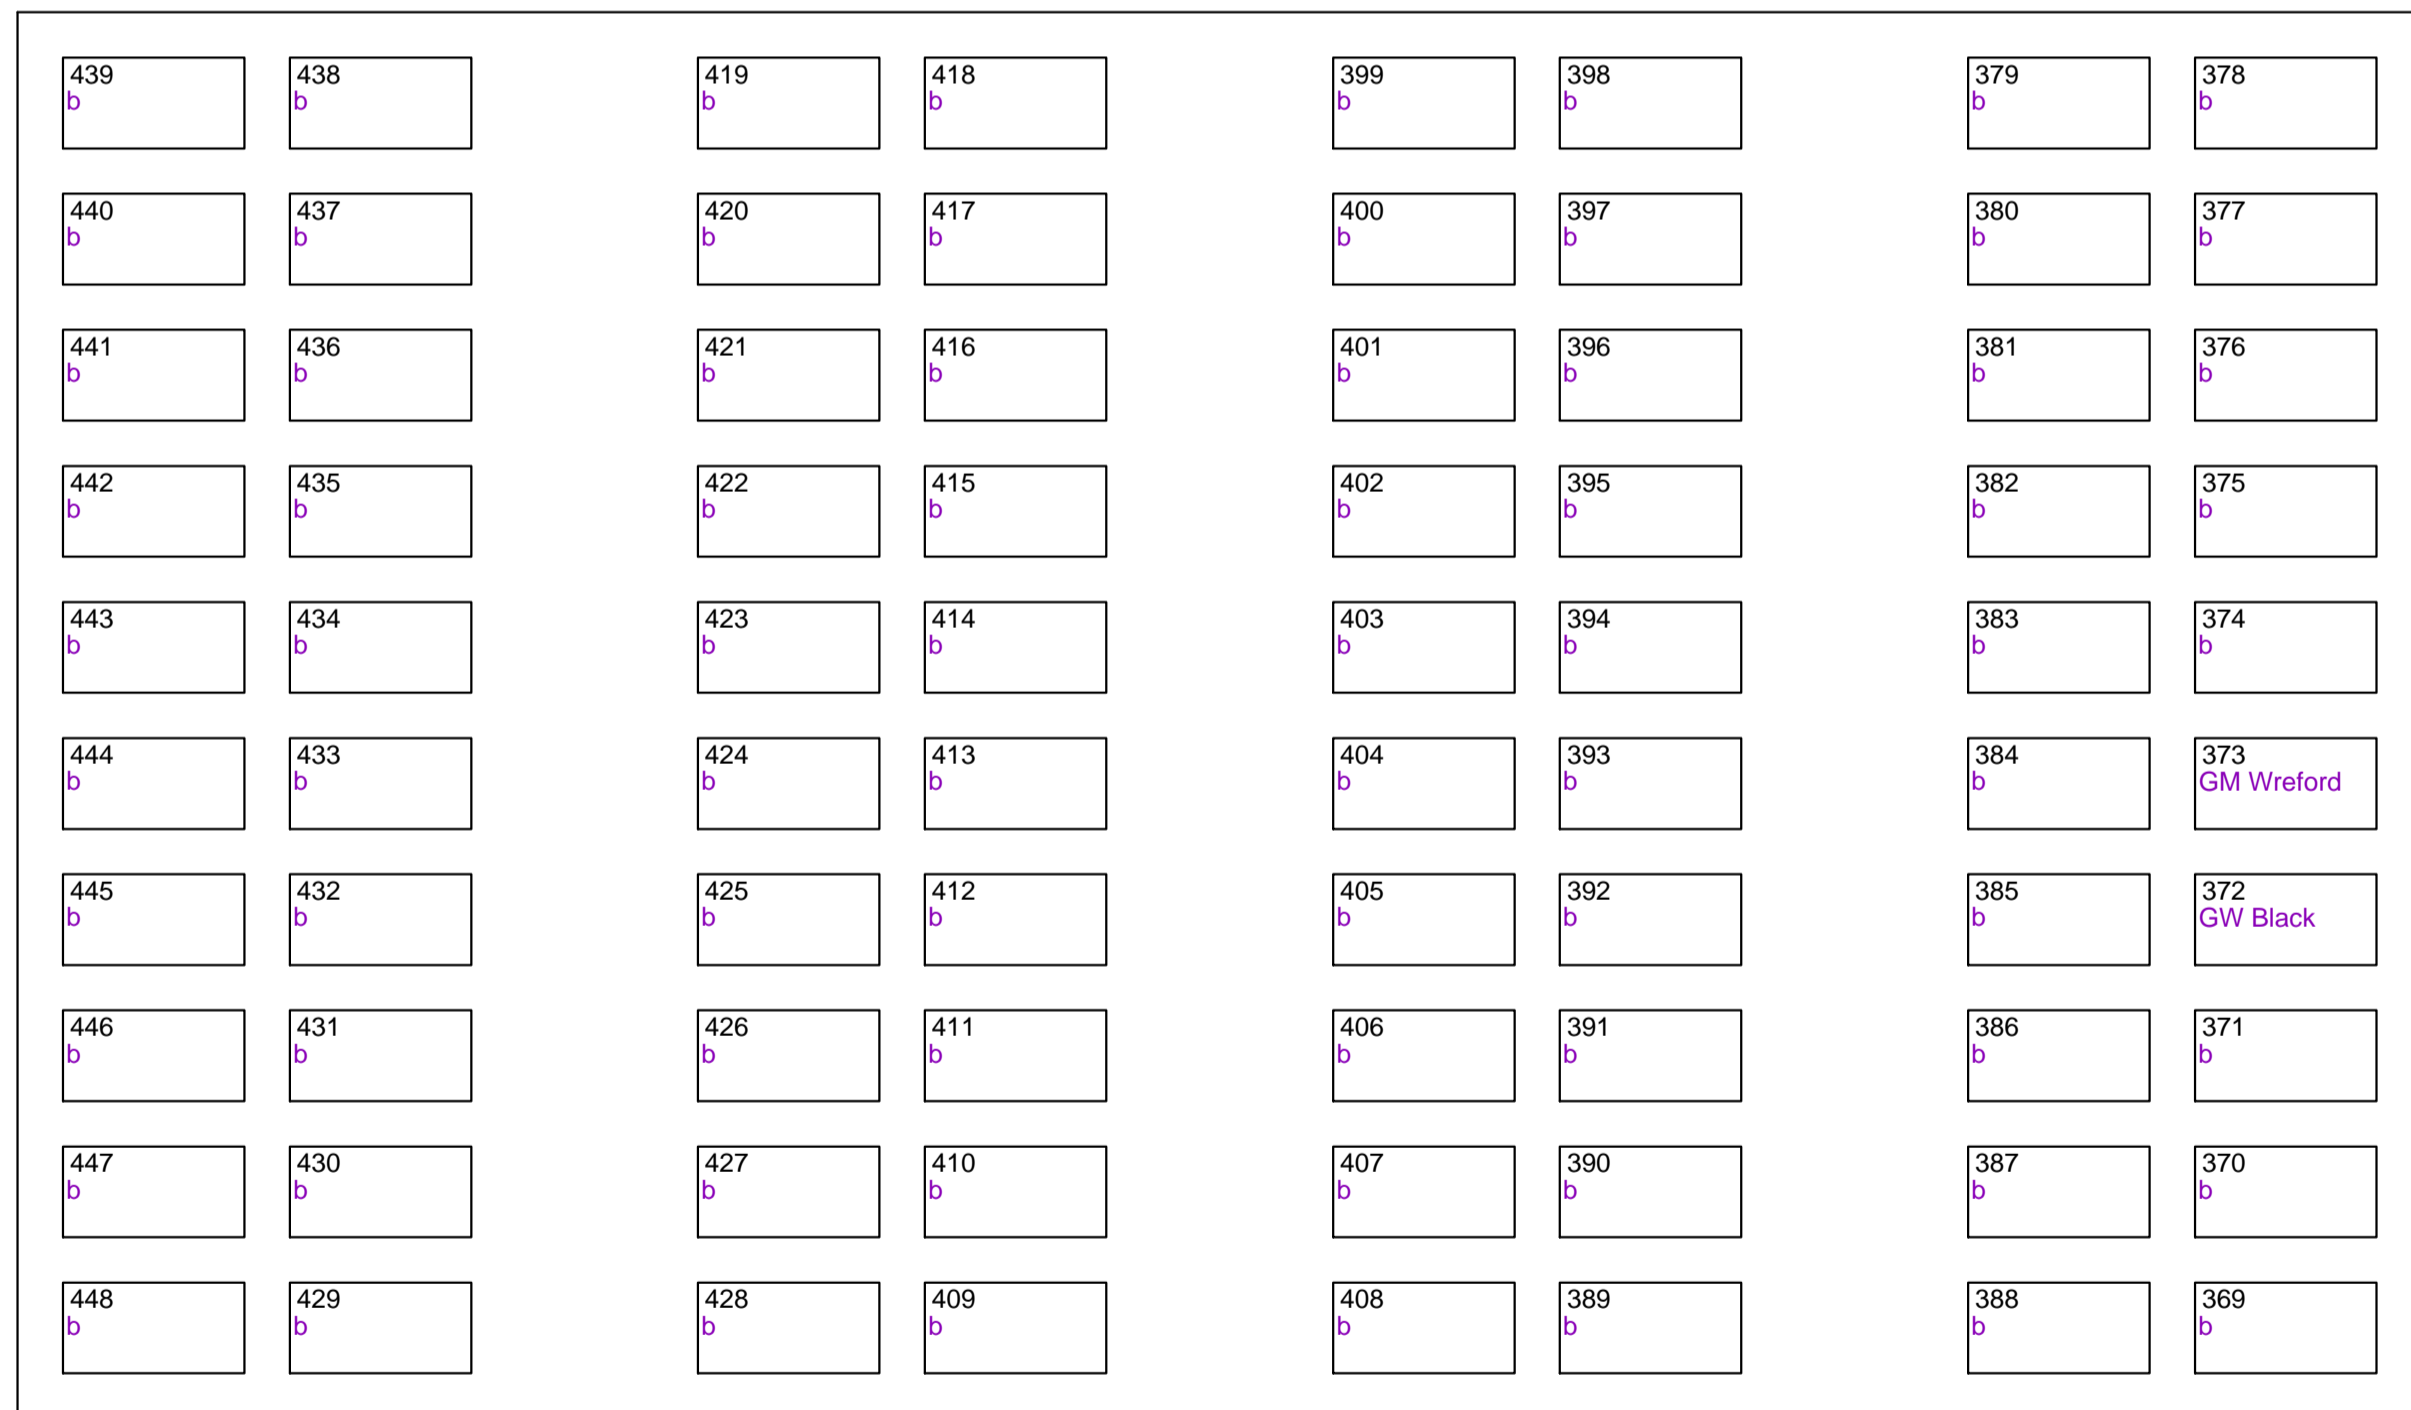 439 438 419 418 399 398 379 378
b b b b b b b b
440 437 420 417 400 397 380 377
b b b b b b b b
441 436 421 416 401 396 381 376
b b b b b b b b
442 435 422 415 402 395 382 375
b b b b b b b b
443 434 423 414 403 394 383 374
b b b b b b b b
444 433 424 413 404 393 384 373
b b b b b b b GM Wreford
445 432 425 412 405 392 385 372
b b b b b b b GW Black
446 431 426 411 406 391 386 371
b b b b b b b b
447 430 427 410 407 390 387 370
b b b b b b b b
448 429 428 409 408 389 388 369
b b b b b b b b